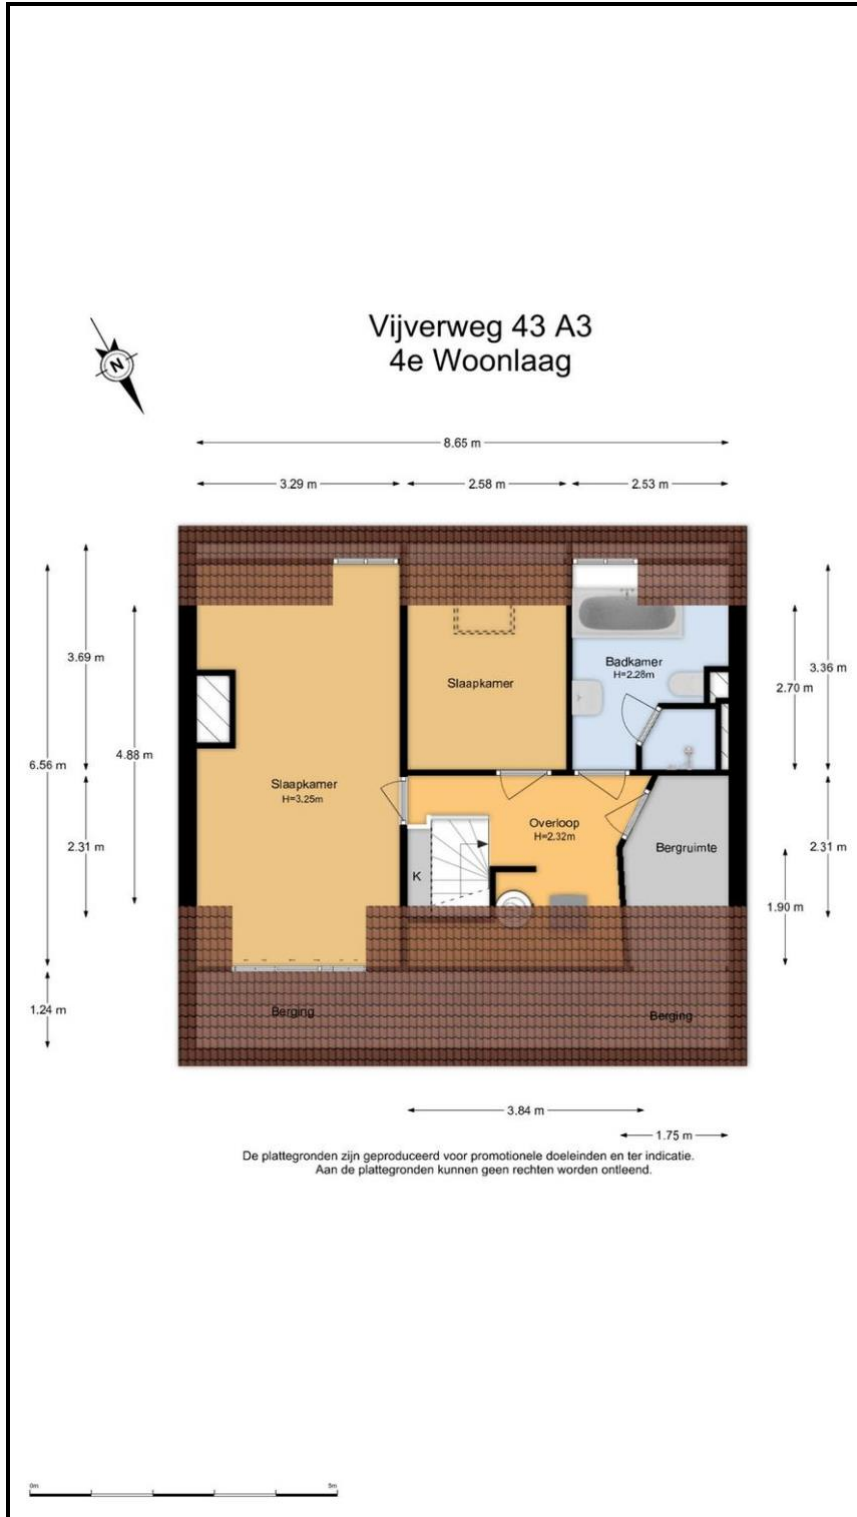 Vijverweg 43 A3
4e Woonlaag
N
8.65 m
3.29 m
2.58 m
2.53 m
3.69 m
6.56 m
4.88 m
2.31 m
1.24 m
3.36 m
2.70 m
2.31 m
1.90 m
Badkamer
H=2.28m
Slaapkamer
Slaapkamer
H=3.25m
Overloop
H=2.32m
Bergruimte
K
Berging
Berging
3.84 m
1.75 m
De plattegronden zijn geproduceerd voor promotionele doeleinden en ter indicatie.
Aan de plattegronden kunnen geen rechten worden ontleend.
0m
5m